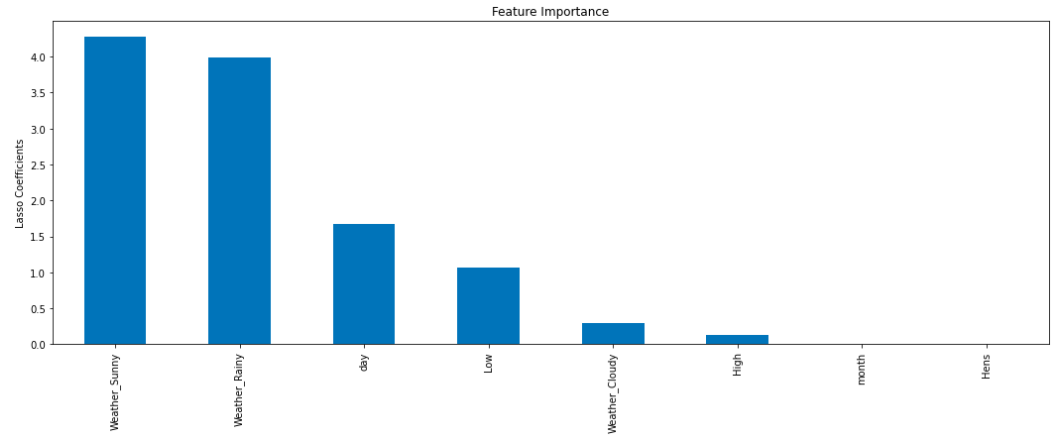 Feature Importance
Lasso Coefficients
4.0
3.5
3.0
2.5
2.0
1.5
1.0
0.5
0.0
Weather_Sunny
Weather_Rainy
day
Low
Weather_Cloudy
High
month
Hens